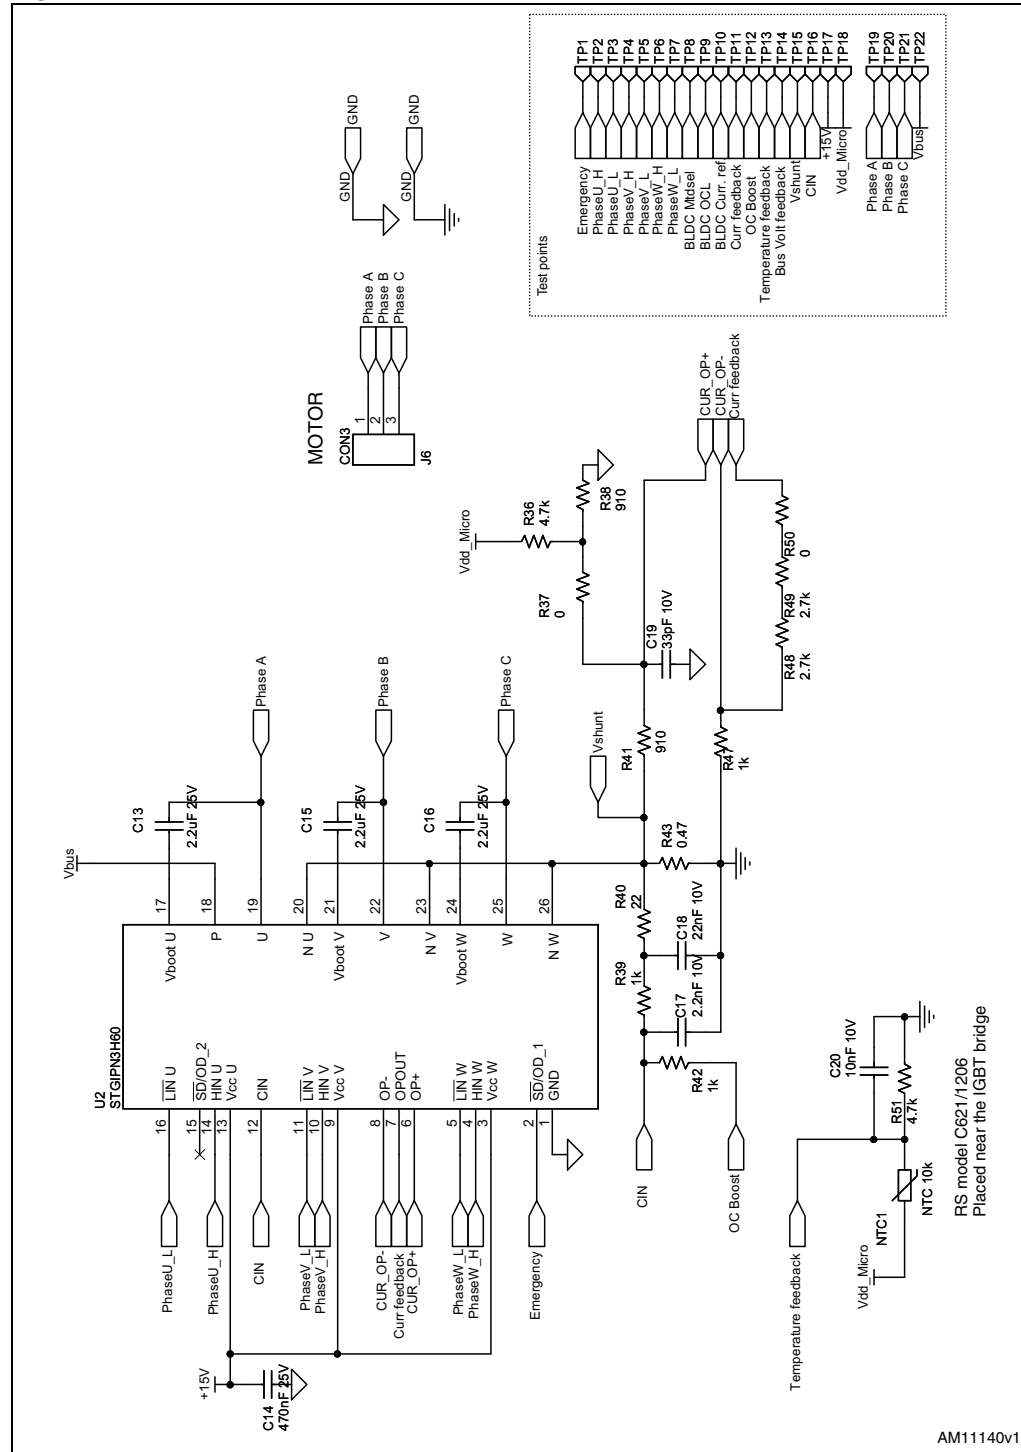 Test points
Emergency TP1
PhaseU_H TP2
PhaseU_L TP3
PhaseV_H TP4
PhaseV_L TP5
PhaseW_H TP6
PhaseW_L TP7
BLDC Mtdsel TP8
BLDC OCL TP9
BLDC Curr. ref. TP10
Curr feedback TP11
OC Boost TP12
Temperature feedback TP13
Bus Volt feedback TP14
Vshunt TP15
CIN TP16
+15V TP17
Vdd_Micro TP18
Phase A TP19
Phase B TP20
Phase C TP21
Vbus TP22
GND GND
GND GND
MOTOR
CON3
J6
1 Phase A
2 Phase B
3 Phase C
Vdd_Micro
R36
4.7k
R37
0
R38
910
C19
33pF 10V
CUR_OP+
CUR_OP-
Curr feedback
R50
0
R49
2.7k
R48
2.7k
R41
910
R47
1k
Vshunt
R43
0.47
R40
22
C18
22nF 10V
R39
1k
C17
2.2nF 10V
R42
1k
CIN
OC Boost
Vbus
C13
2.2uF 25V
Phase A
C15
2.2uF 25V
Phase B
C16
2.2uF 25V
Phase C
U2
STGIPN3H60
17 Vboot U
18 P
19 U
20 N U
21 Vboot V
22 V
23 N V
24 Vboot W
25 W
26 N W
PhaseU_L 16 LIN U
15 SD/OD_2
PhaseU_H 14 HIN U
13 Vcc U
CIN 12 CIN
PhaseV_L 11 LIN V
PhaseV_H 10 HIN V
9 Vcc V
CUR_OP- 8 OP-
Curr feedback 7 OPOUT
CUR_OP+ 6 OP+
PhaseW_L 5 LIN W
PhaseW_H 4 HIN W
3 Vcc W
Emergency 2 SD/OD_1
1 GND
+15V
C14
470nF 25V
Temperature feedback
Vdd_Micro
NTC1
NTC 10k
C20
10nF 10V
R51
4.7k
RS model C621/1206
Placed near the IGBT bridge
AM11140v1